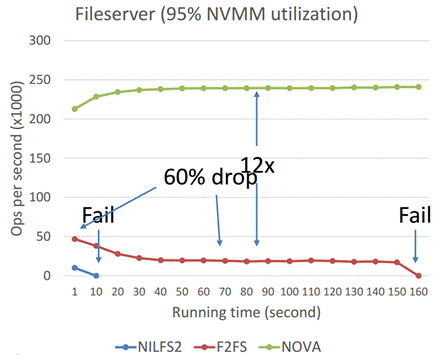 Fileserver (95% NVMM utilization)
Ops per second (x1000)
300
250
200
150
100
50
0
12x
60% drop
Fail
Fail
1 10 20 30 40 50 60 70 80 90 100 110 120 130 140 150 160
Running time (second)
NILFS2 F2FS NOVA